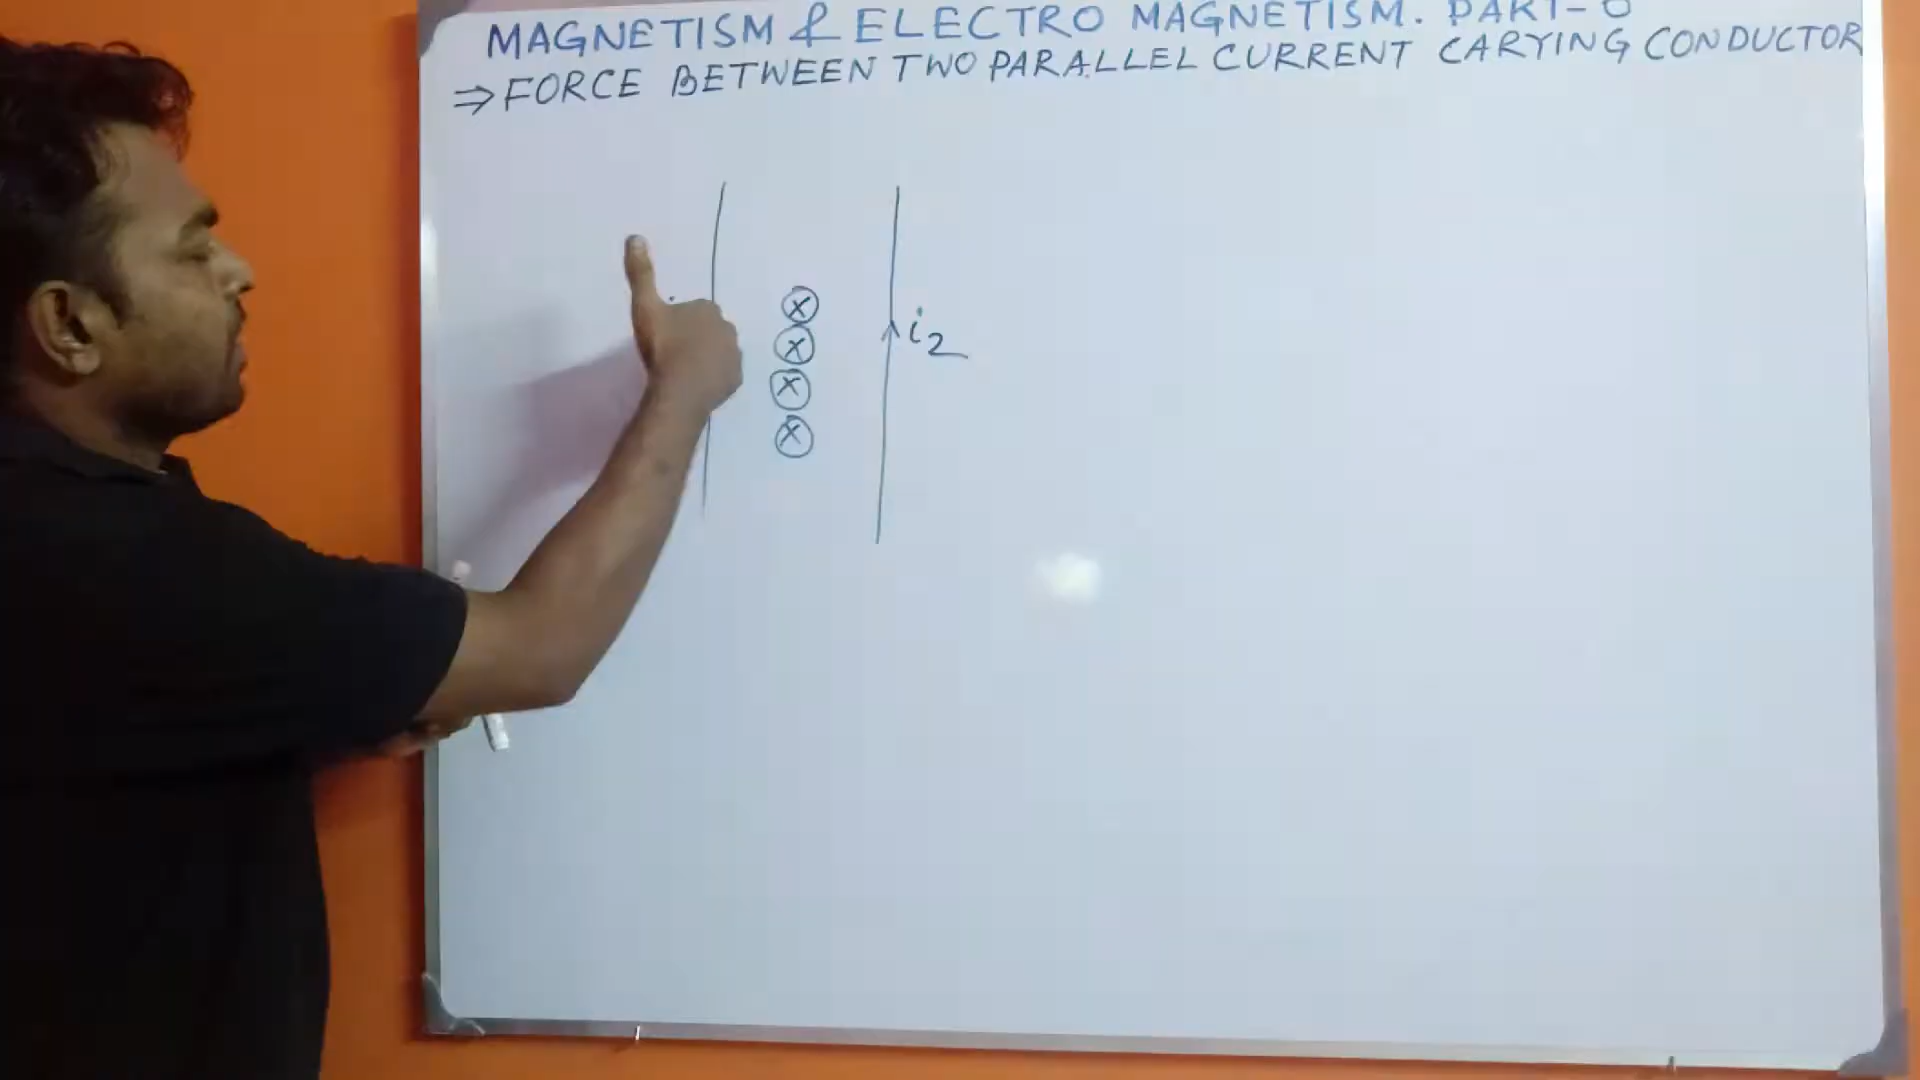 MAGNETISM & ELECTRO MAGNETISM. PART-
⇒ FORCE BETWEEN TWO PARALLEL CURRENT CARYING CONDUCTOR
i2